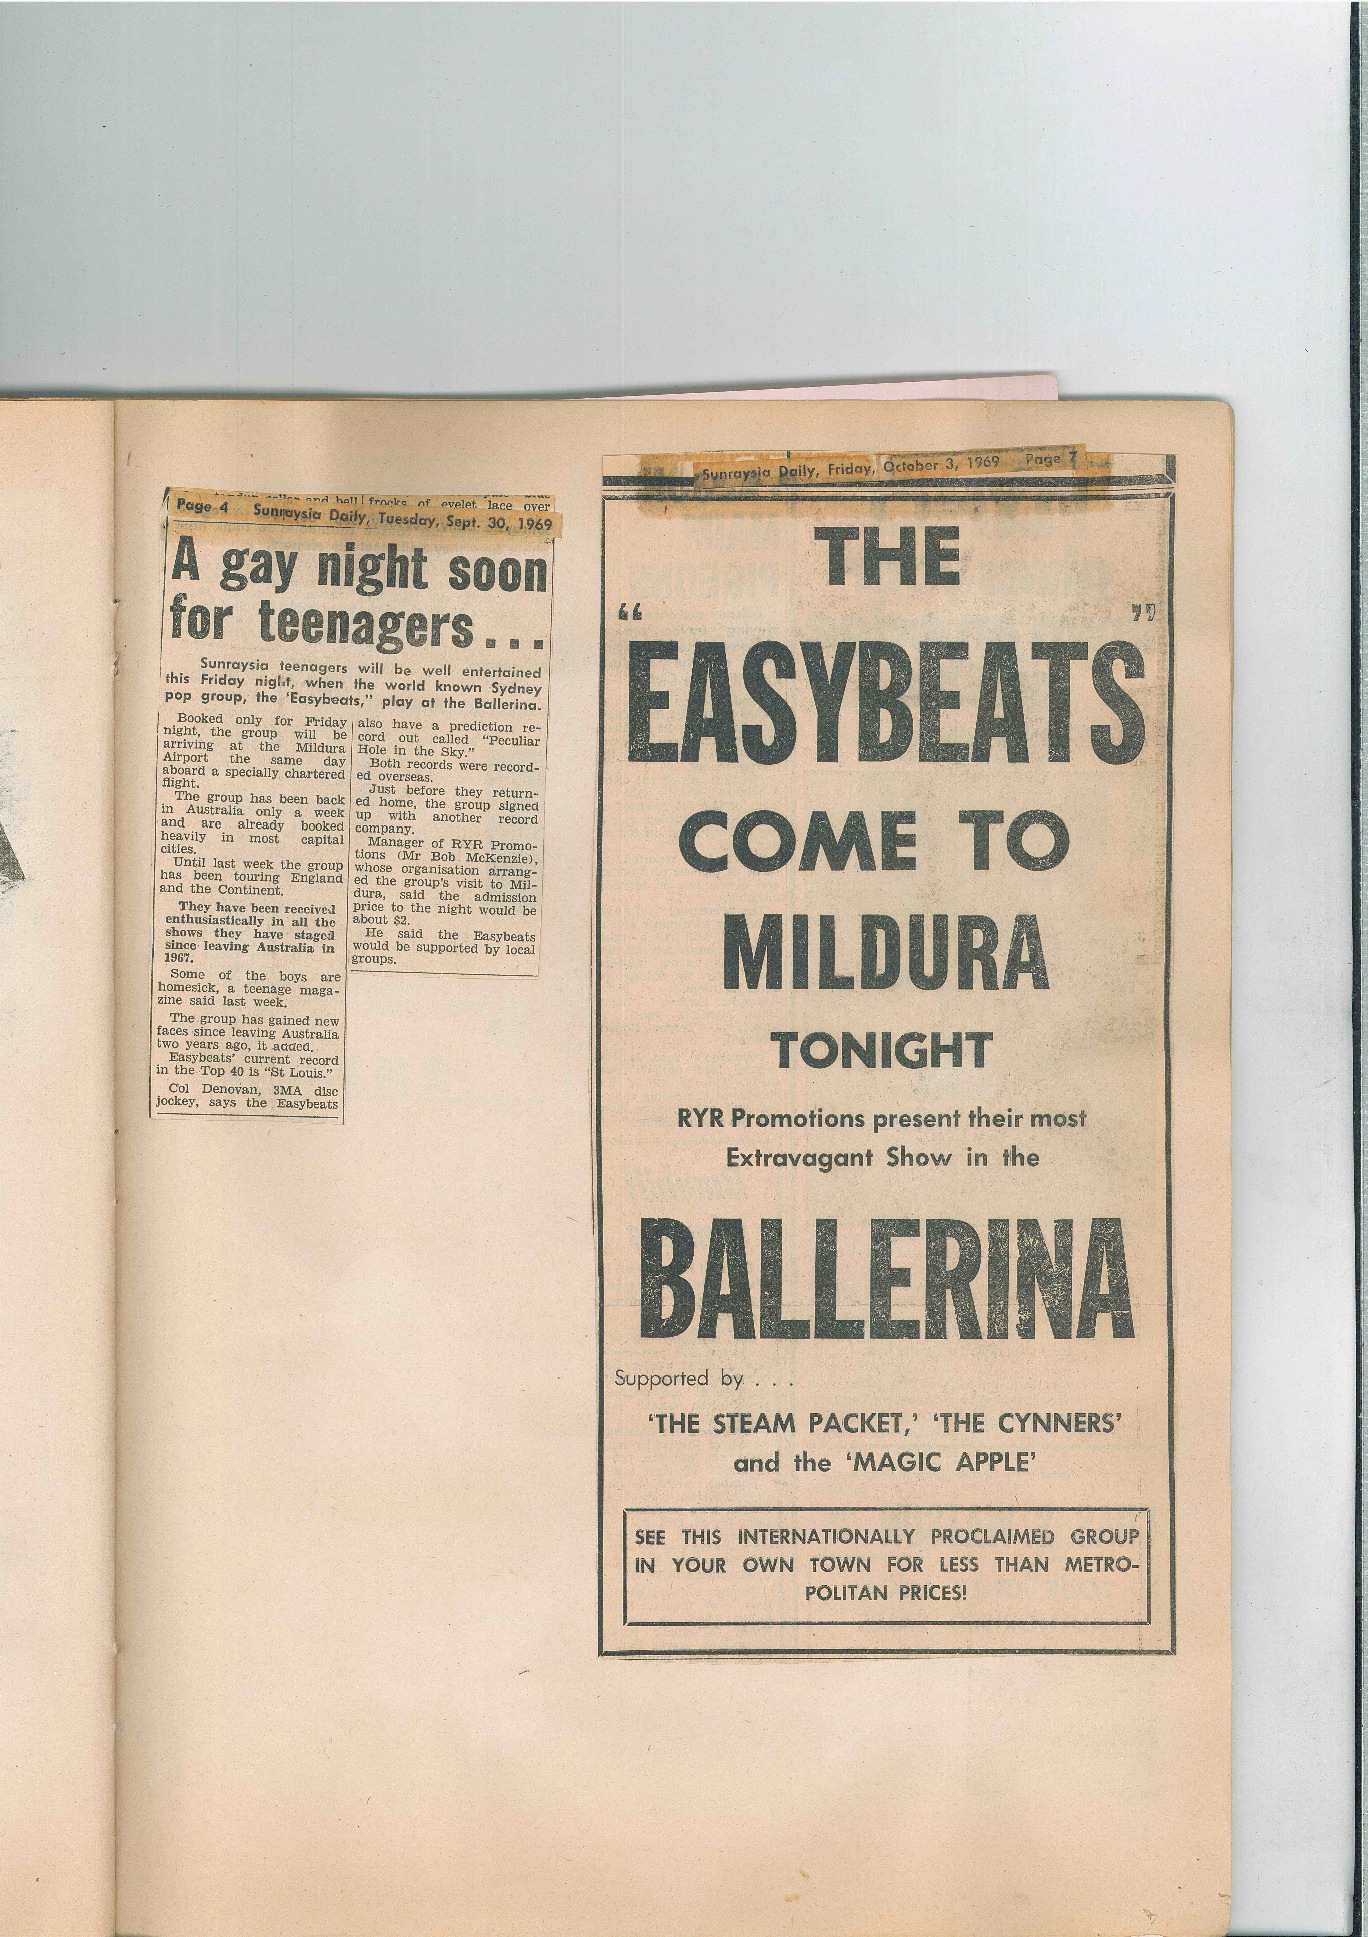 and bell frocks of eyelet lace over
Page 4 Sunraysia Daily, Tuesday, Sept. 30, 1969
A gay night soon
for teenagers...
Sunraysia teenagers will be well entertained
this Friday night, when the world known Sydney
pop group, the 'Easybeats," play at the Ballerina.
Booked only for Friday
night, the group will be
arriving at the Mildura
Airport the same day
aboard a specially chartered
flight.
The group has been back
in Australia only a week
and are already booked
heavily in most capital
cities.
Until last week the group
has been touring England
and the Continent.
They have been received
enthusiastically in all the
shows they have staged
since leaving Australia in
1967.
Some of the boys are
homesick, a teenage maga-
zine said last week.
The group has gained new
faces since leaving Australia
two years ago, it added.
Easybeats' current record
in the Top 40 is "St Louis."
Col Denovan, 3MA disc
jockey, says the Easybeats
also have a prediction re-
cord out called "Peculiar
Hole in the Sky."
Both records were record-
ed overseas.
Just before they return-
ed home, the group signed
up with another record
company.
Manager of RYR Promo-
tions (Mr Bob McKenzie),
whose organisation arrang-
ed the group's visit to Mil-
dura, said the admission
price to the night would be
about $2.
He said the Easybeats
would be supported by local
groups.
Sunraysia Daily, Friday, October 3, 1969 Page 7
THE
"EASYBEATS"
COME TO
MILDURA
TONIGHT
RYR Promotions present their most
Extravagant Show in the
BALLERINA
Supported by . . .
'THE STEAM PACKET,' 'THE CYNNERS'
and the 'MAGIC APPLE'
SEE THIS INTERNATIONALLY PROCLAIMED GROUP
IN YOUR OWN TOWN FOR LESS THAN METRO-
POLITAN PRICES!